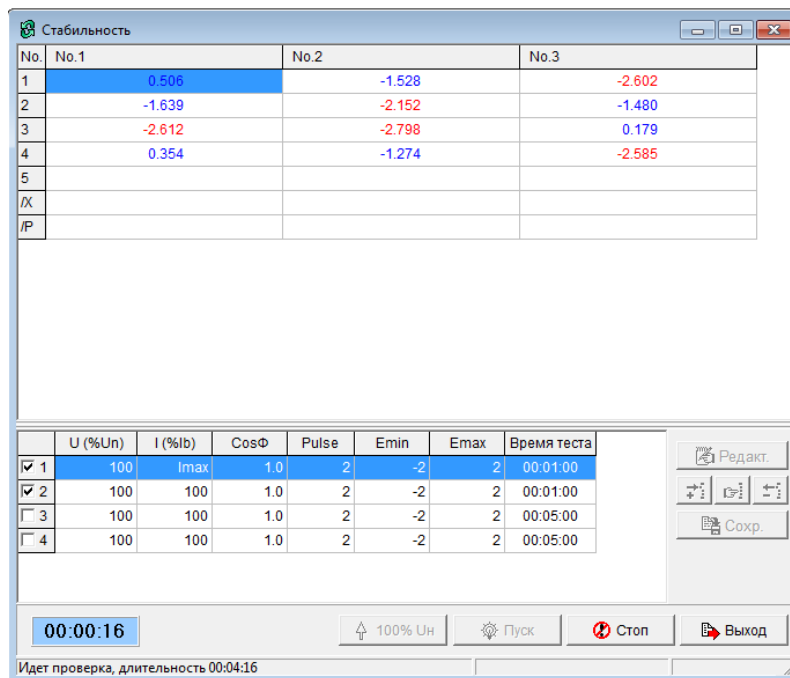 Стабильность
No. No.1 No.2 No.3
1 0.506 -1.528 -2.602
2 -1.639 -2.152 -1.480
3 -2.612 -2.798 0.179
4 0.354 -1.274 -2.585
5
/X
/P
U (%Un) I (%Ib) CosФ Pulse Emin Emax Время теста
1 100 Imax 1.0 2 -2 2 00:01:00
2 100 100 1.0 2 -2 2 00:01:00
3 100 100 1.0 2 -2 2 00:05:00
4 100 100 1.0 2 -2 2 00:05:00
Редакт.
Сохр.
00:00:16 100% Uн Пуск Стоп Выход
Идет проверка, длительность 00:04:16